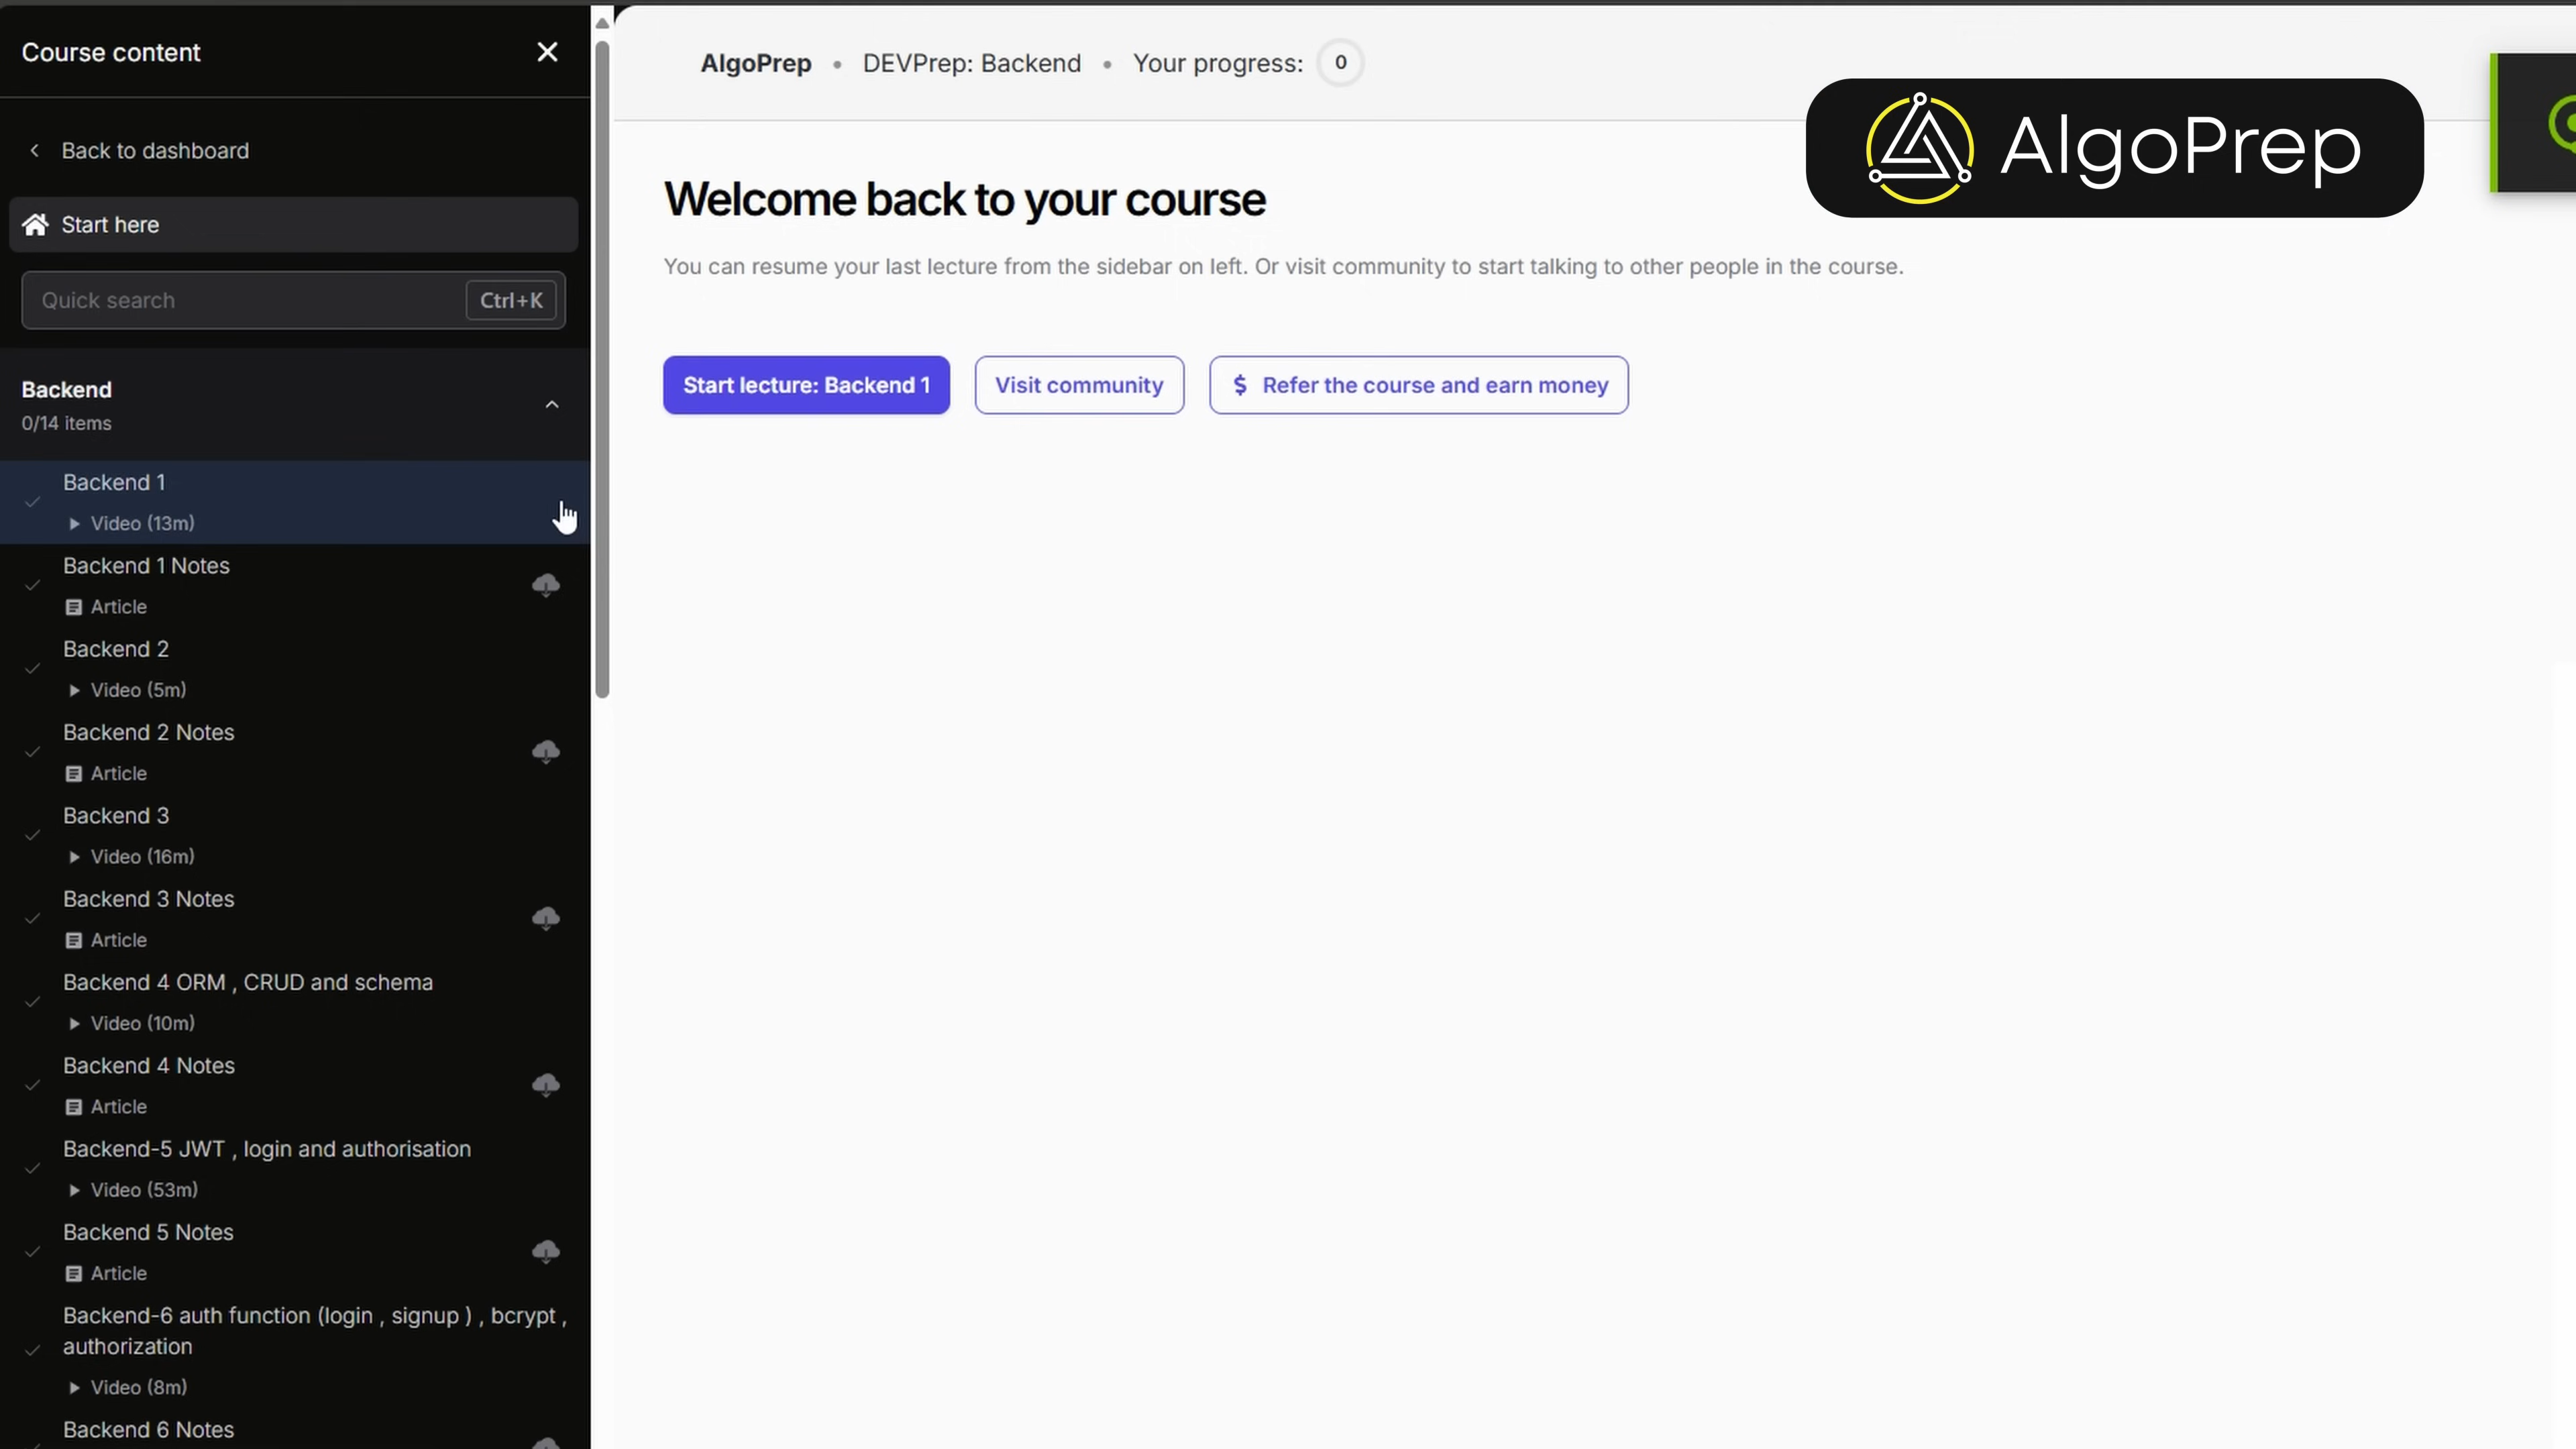 Course content
Back to dashboard
Start here
Quick search
Ctrl+K
Backend
0/14 items
Backend 1
Video (13m)
Backend 1 Notes
Article
Backend 2
Video (5m)
Backend 2 Notes
Article
Backend 3
Video (16m)
Backend 3 Notes
Article
Backend 4 ORM , CRUD and schema
Video (10m)
Backend 4 Notes
Article
Backend-5 JWT , login and authorisation
Video (53m)
Backend 5 Notes
Article
Backend-6 auth function (login , signup ) , bcrypt ,
authorization
Video (8m)
Backend 6 Notes
AlgoPrep • DEVPrep: Backend • Your progress: 0
AlgoPrep
Welcome back to your course
You can resume your last lecture from the sidebar on left. Or visit community to start talking to other people in the course.
Start lecture: Backend 1
Visit community
$ Refer the course and earn money